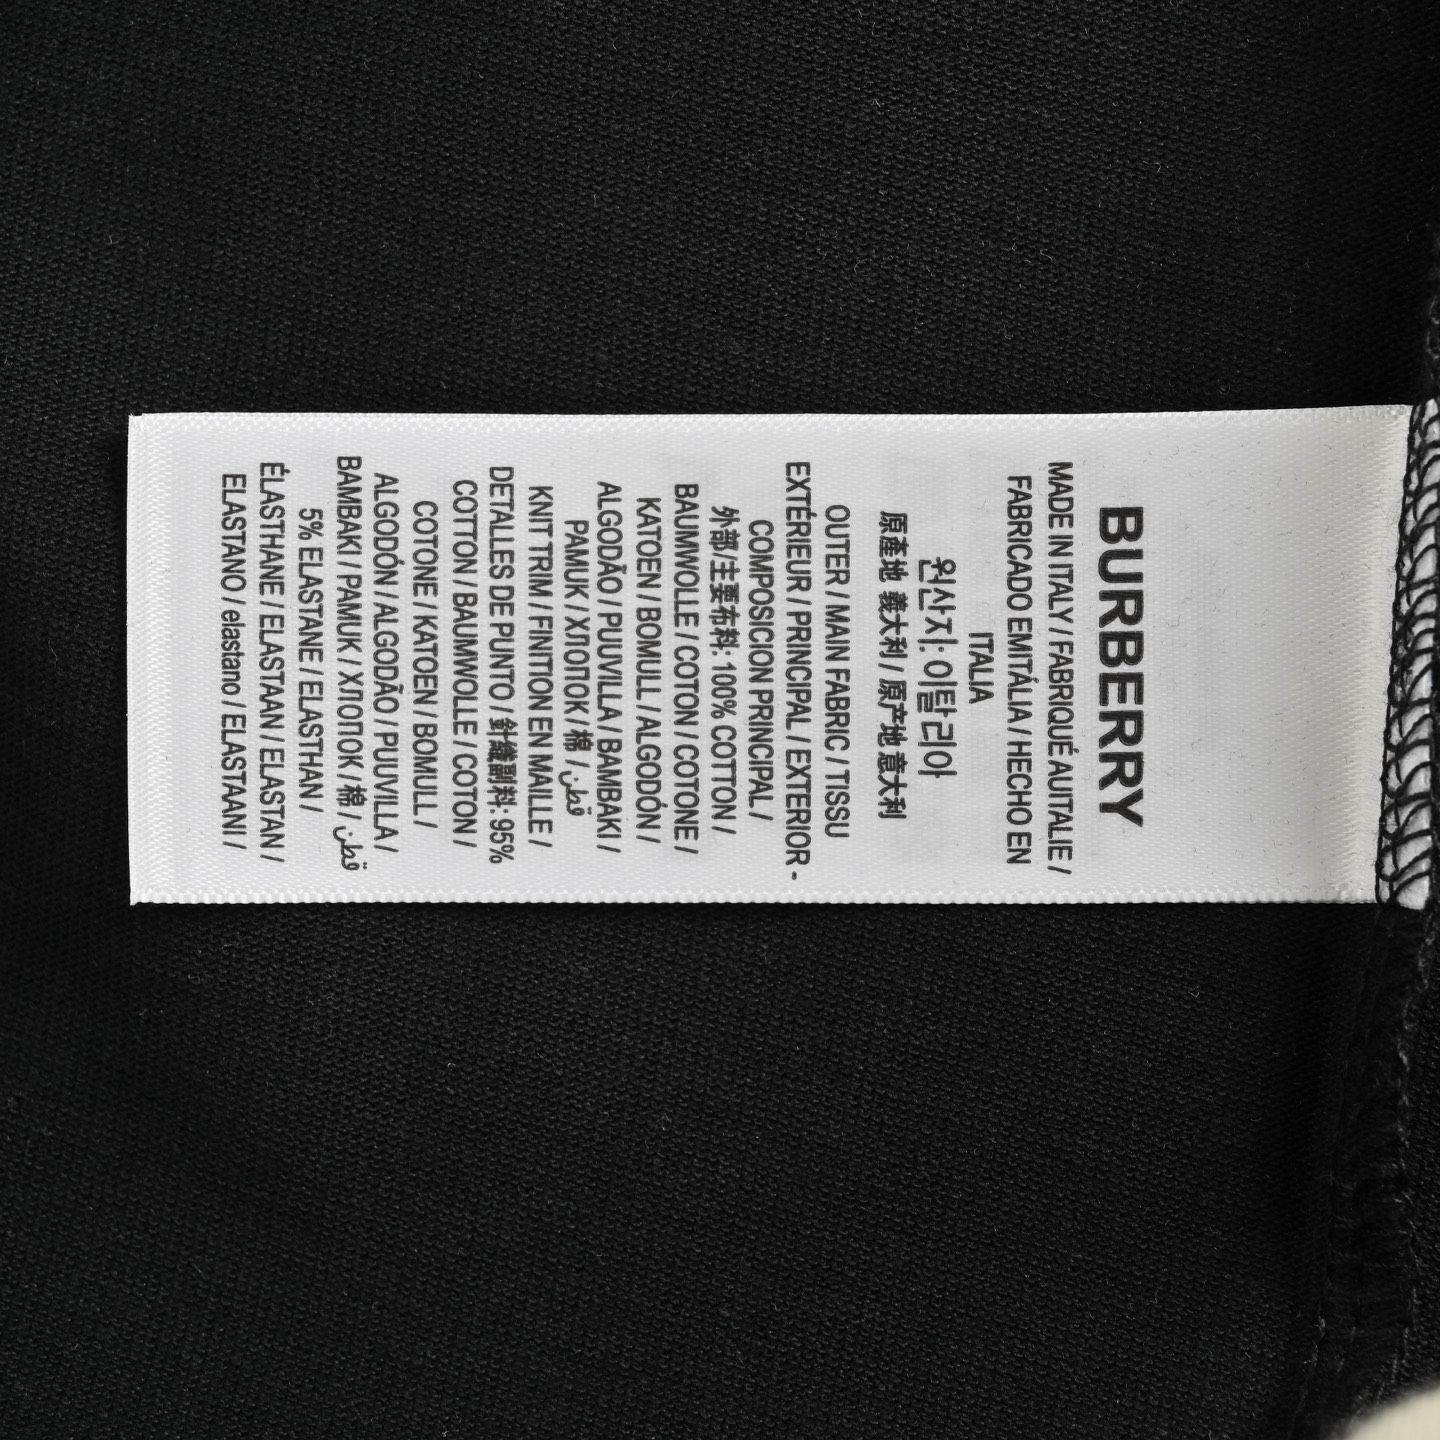 BURBERRY
MADE IN ITALY / FABRIQUÉ AUITALIE /
FABRICADO EMITÁLIA / HECHO EN
ITALIA
원산지: 이탈리아
原產地 義大利 / 原产地 意大利
OUTER / MAIN FABRIC / TISSU
EXTÉRIEUR / PRINCIPAL / EXTERIOR -
COMPOSICION PRINCIPAL /
外部/主要布料: 100% COTTON /
BAUMWOLLE / COTON / COTONE /
KATOEN / BOMULL / ALGODÓN /
ALGODÃO / PUUVILLA / BAMBAKI /
PAMUK / ХПОПОК / 棉 / قطن
KNIT TRIM / FINITION EN MAILLE /
DETALLES DE PUNTO / 針織副料: 95%
COTTON / BAUMWOLLE / COTON /
COTONE / KATOEN / BOMULL /
ALGODÓN / ALGODÃO / PUUVILLA /
BAMBAKI / PAMUK / ХПОПОК / 棉 / قطن
5% ELASTANE / ELASTHAN /
ÉLASTHANE / ELASTAAN / ELASTAN /
ELASTANO / elastano / ELASTAANI /